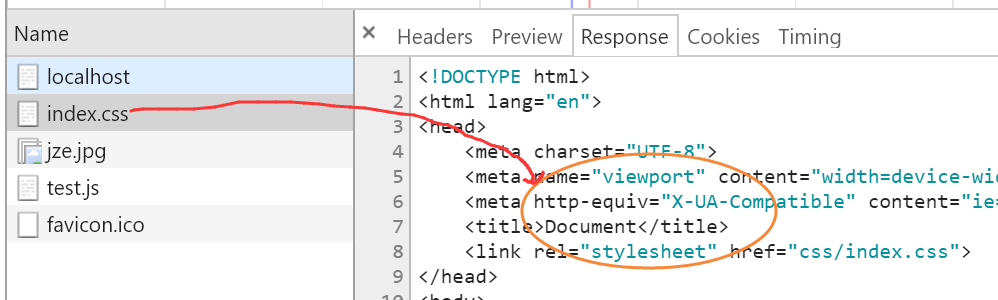 Name
localhost
index.css
jze.jpg
test.js
favicon.ico
× Headers Preview Response Cookies Timing
1 <!DOCTYPE html>
2 <html lang="en">
3 <head>
4 <meta charset="UTF-8">
5 <meta name="viewport" content="width=device-wid
6 <meta http-equiv="X-UA-Compatible" content="ie=
7 <title>Document</title>
8 <link rel="stylesheet" href="css/index.css">
9 </head>
10 <body>